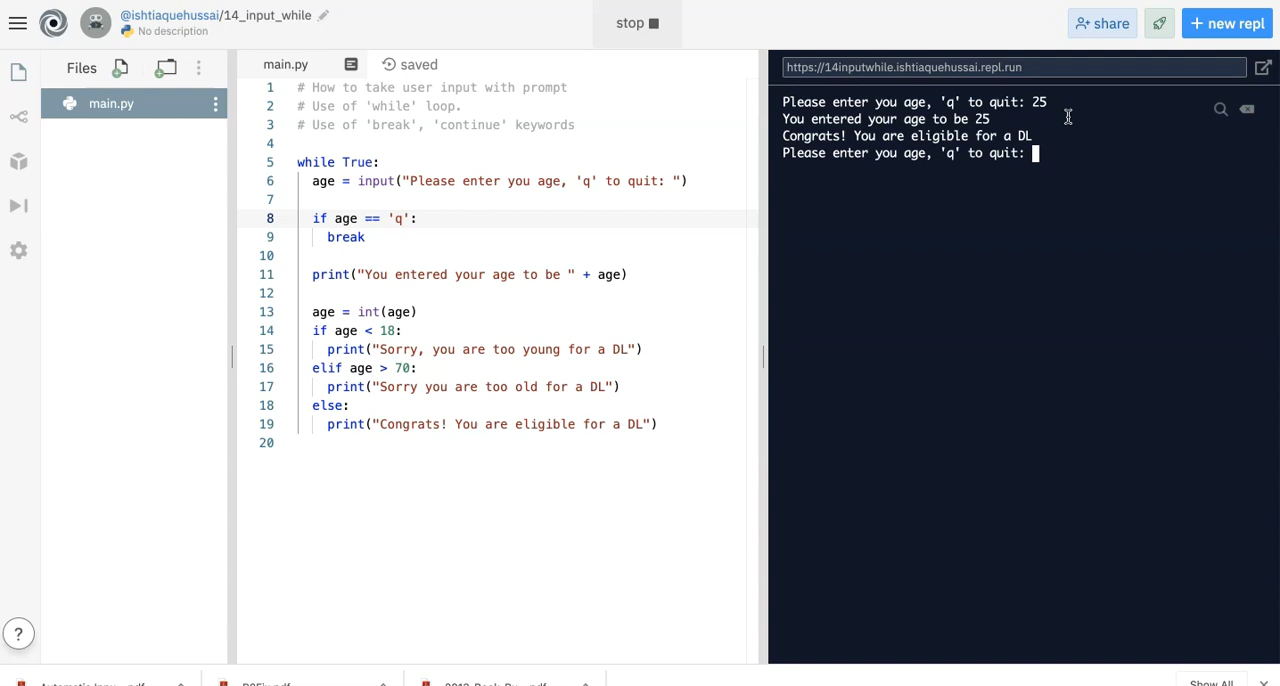 @ishtiaquehussai/14_input_while
No description
stop
share
+ new repl
Files
main.py
main.py
saved
https://14inputwhile.ishtiaquehussai.repl.run
1 # How to take user input with prompt
2 # Use of 'while' loop.
3 # Use of 'break', 'continue' keywords
4
5 while True:
6 age = input("Please enter you age, 'q' to quit: ")
7
8 if age == 'q':
9 break
10
11 print("You entered your age to be " + age)
12
13 age = int(age)
14 if age < 18:
15 print("Sorry, you are too young for a DL")
16 elif age > 70:
17 print("Sorry you are too old for a DL")
18 else:
19 print("Congrats! You are eligible for a DL")
20
Please enter you age, 'q' to quit: 25
You entered your age to be 25
Congrats! You are eligible for a DL
Please enter you age, 'q' to quit:
?
Show All